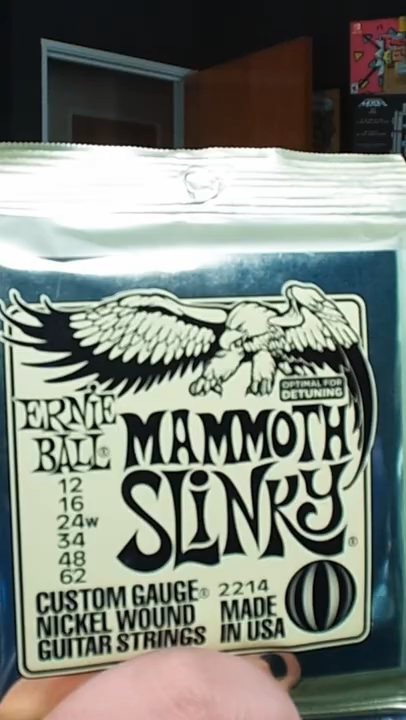 OPTIMAL FOR
DETUNING
ERNIE
BALL®
MAMMOTH
SLINKY®
12
16
24w
34
48
62
CUSTOM GAUGE®
NICKEL WOUND
GUITAR STRINGS
2214
MADE
IN USA